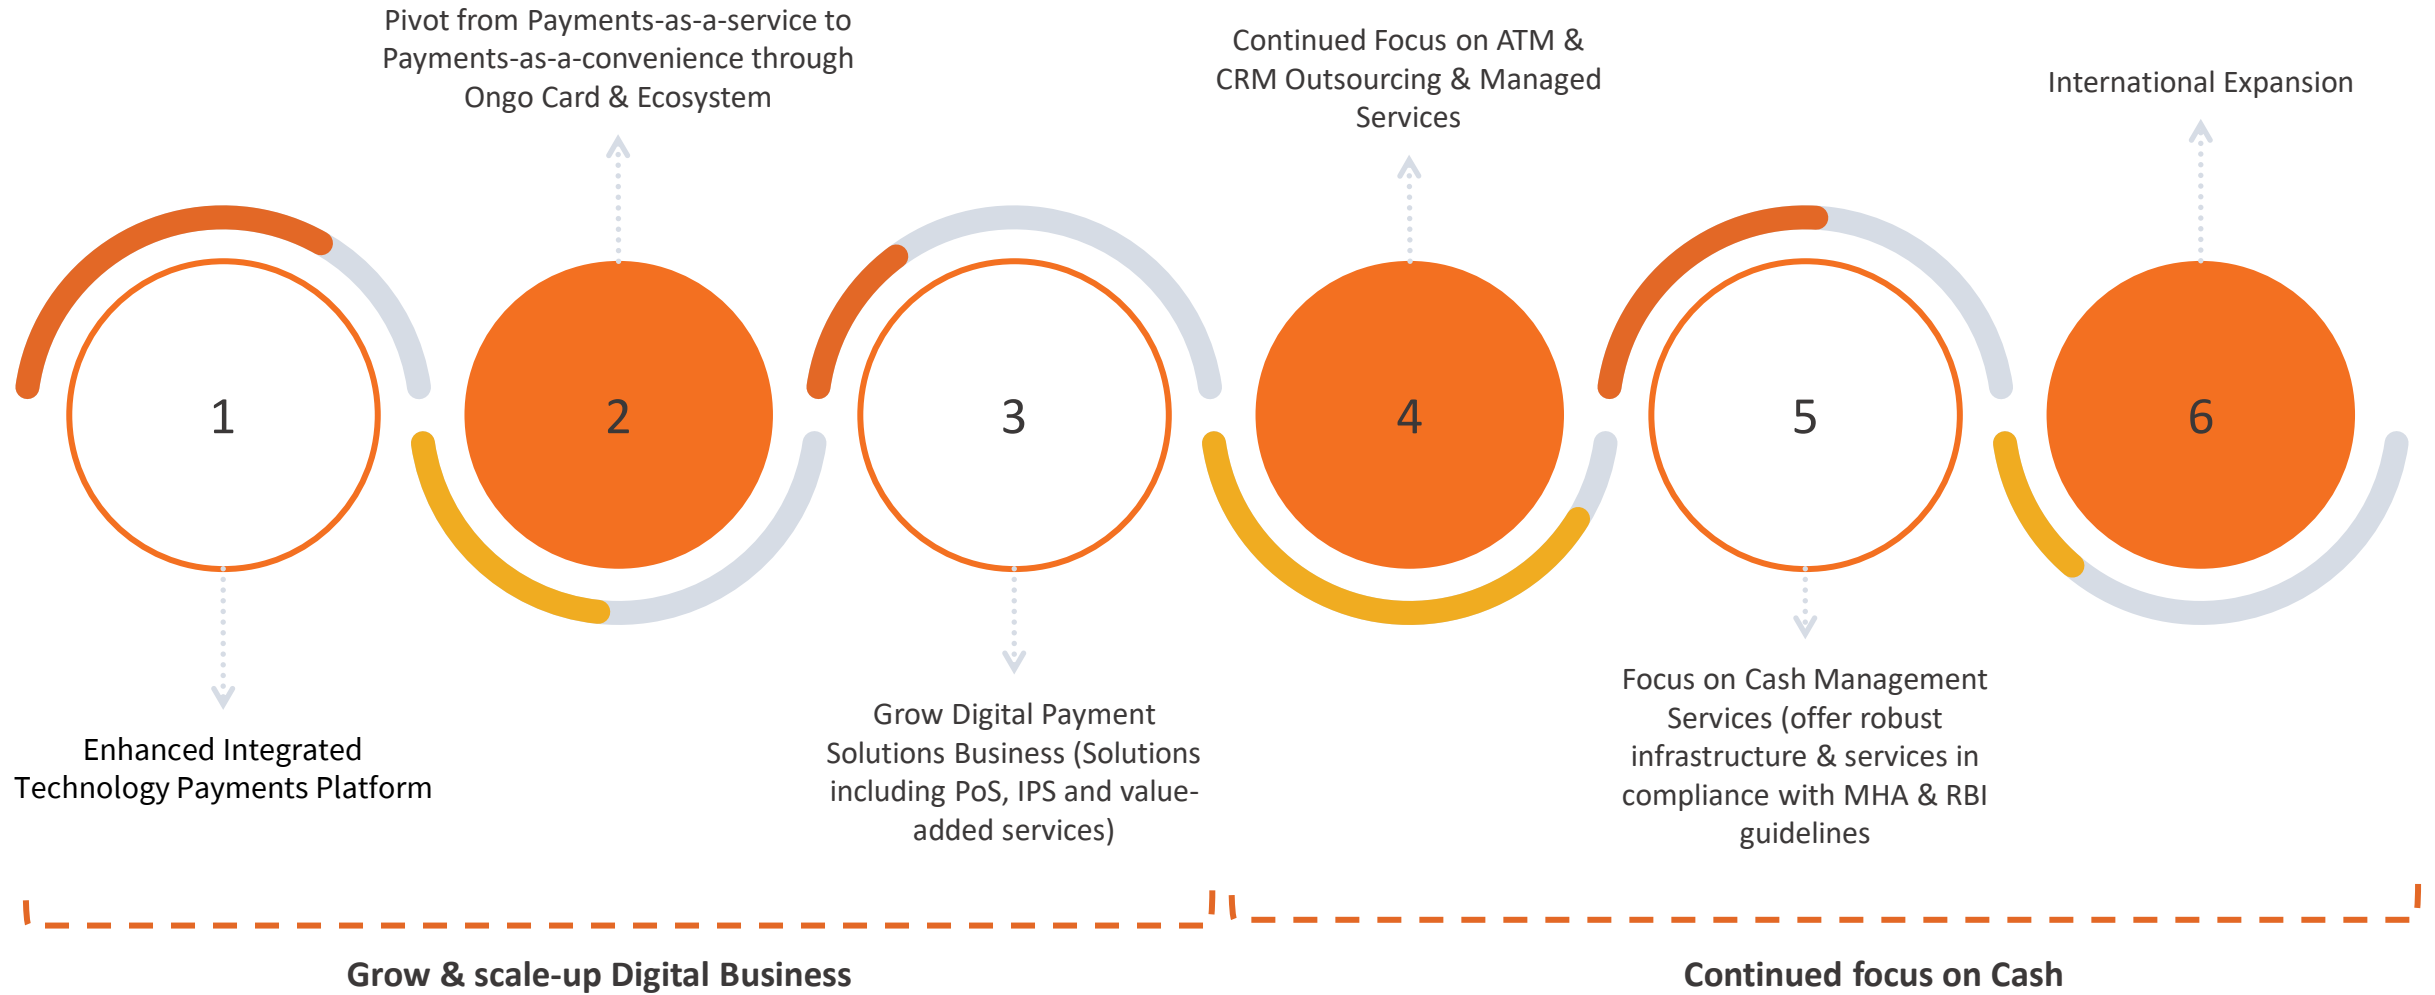 Pivot from Payments-as-a-service to
Payments-as-a-convenience through
Ongo Card & Ecosystem
Continued Focus on ATM &
CRM Outsourcing & Managed
Services
International Expansion
1
2
3
4
5
6
Enhanced Integrated
Technology Payments Platform
Grow Digital Payment
Solutions Business (Solutions
including PoS, IPS and value-
added services)
Focus on Cash Management
Services (offer robust
infrastructure & services in
compliance with MHA & RBI
guidelines
Grow & scale-up Digital Business
Continued focus on Cash